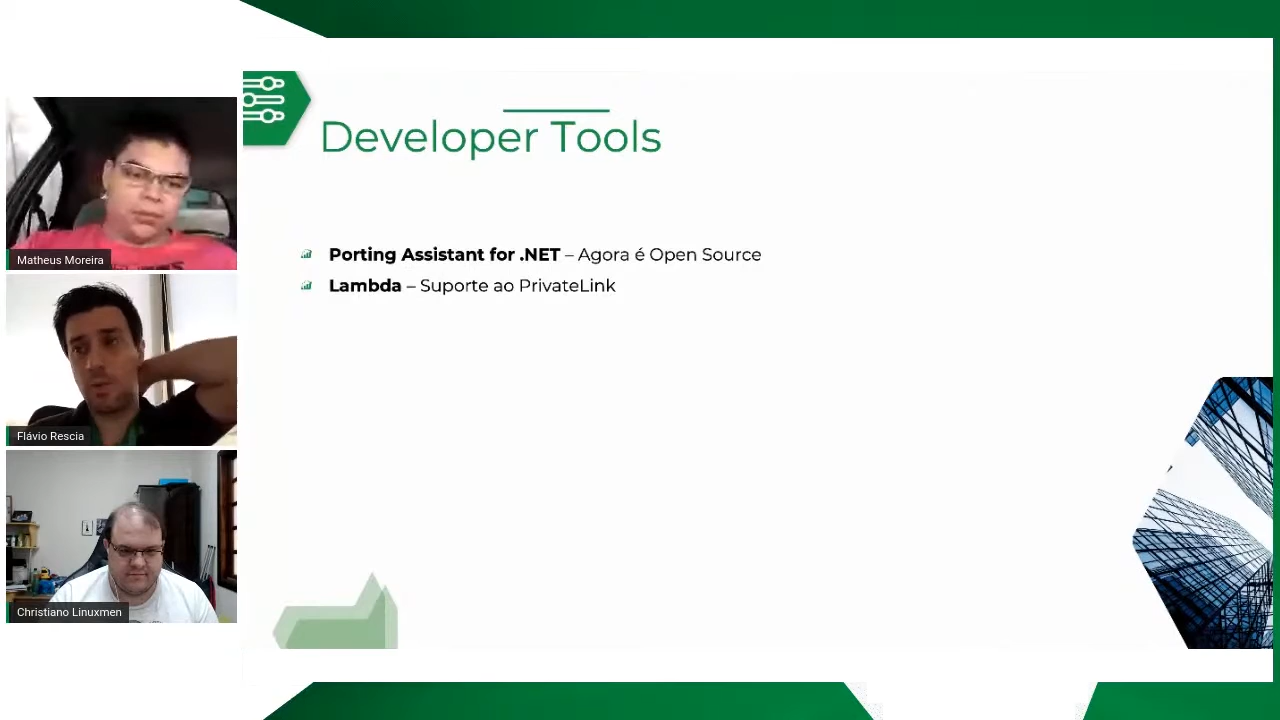 Developer Tools
Porting Assistant for .NET – Agora é Open Source
Lambda – Suporte ao PrivateLink
Matheus Moreira
Flávio Rescia
Christiano Linuxmen